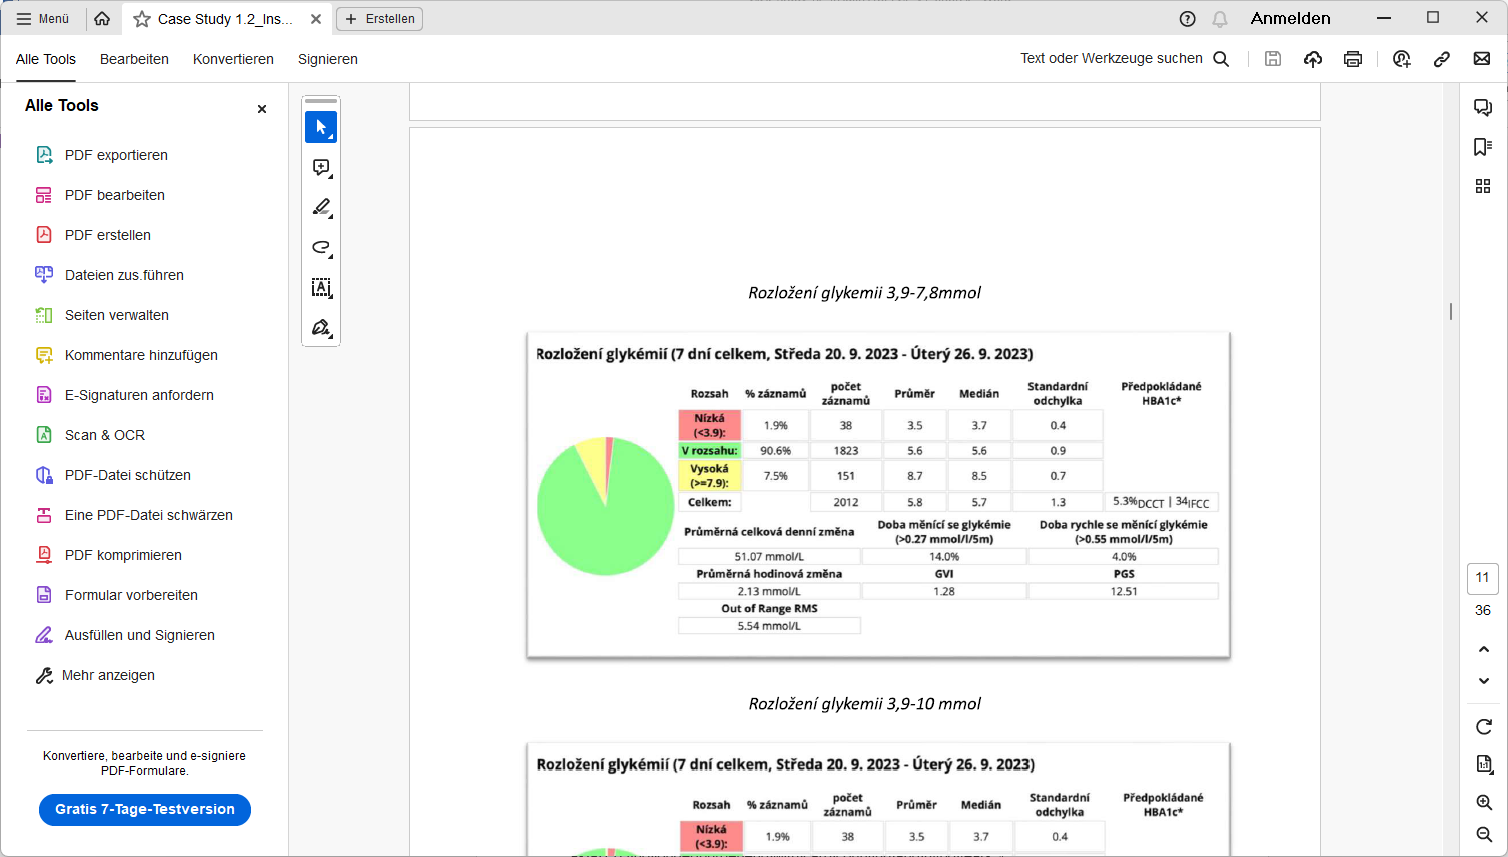 Menü
Case Study 1.2_Ins...
Erstellen
Anmelden
Alle Tools
Bearbeiten
Konvertieren
Signieren
Text oder Werkzeuge suchen
Alle Tools
PDF exportieren
PDF bearbeiten
PDF erstellen
Dateien zus.führen
Seiten verwalten
Kommentare hinzufügen
E-Signaturen anfordern
Scan & OCR
PDF-Datei schützen
Eine PDF-Datei schwärzen
PDF komprimieren
Formular vorbereiten
Ausfüllen und Signieren
Mehr anzeigen
Konvertiere, bearbeite und e-signiere
PDF-Formulare.
Gratis 7-Tage-Testversion
Rozložení glykemii 3,9-7,8mmol
Rozložení glykémií (7 dní celkem, Středa 20. 9. 2023 - Úterý 26. 9. 2023)
Rozsah % záznamů počet záznamů Průměr Medián Standardní odchylka Předpokládané HBA1c*
Nízká (<3.9): 1.9% 38 3.5 3.7 0.4
V rozsahu: 90.6% 1823 5.6 5.6 0.9
Vysoká (>=7.9): 7.5% 151 8.7 8.5 0.7
Celkem: 2012 5.8 5.7 1.3 5.3%DCCT | 34IFCC
Průměrná celková denní změna Doba měnící se glykémie (>0.27 mmol/l/5m) Doba rychle se měnící glykémie (>0.55 mmol/l/5m)
51.07 mmol/L 14.0% 4.0%
Průměrná hodinová změna GVI PGS
2.13 mmol/L 1.28 12.51
Out of Range RMS
5.54 mmol/L
Rozložení glykemii 3,9-10 mmol
Rozložení glykémií (7 dní celkem, Středa 20. 9. 2023 - Úterý 26. 9. 2023)
Rozsah % záznamů počet záznamů Průměr Medián Standardní odchylka Předpokládané HBA1c*
Nízká (<3.9): 1.9% 38 3.5 3.7 0.4
11
36